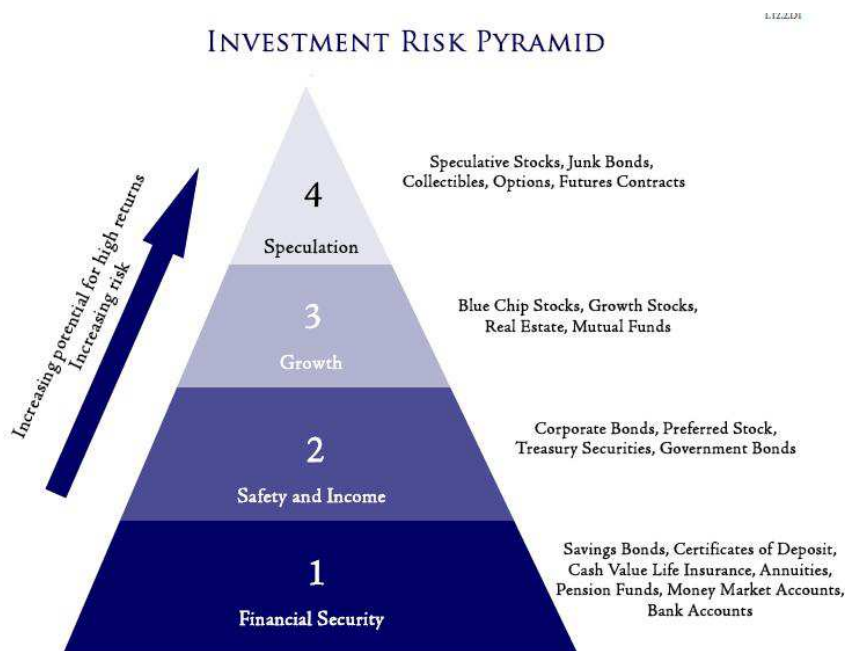 INVESTMENT RISK PYRAMID
Increasing potential for high returns
Increasing risk
4
Speculation
Speculative Stocks, Junk Bonds,
Collectibles, Options, Futures Contracts
3
Growth
Blue Chip Stocks, Growth Stocks,
Real Estate, Mutual Funds
2
Safety and Income
Corporate Bonds, Preferred Stock,
Treasury Securities, Government Bonds
1
Financial Security
Savings Bonds, Certificates of Deposit,
Cash Value Life Insurance, Annuities,
Pension Funds, Money Market Accounts,
Bank Accounts